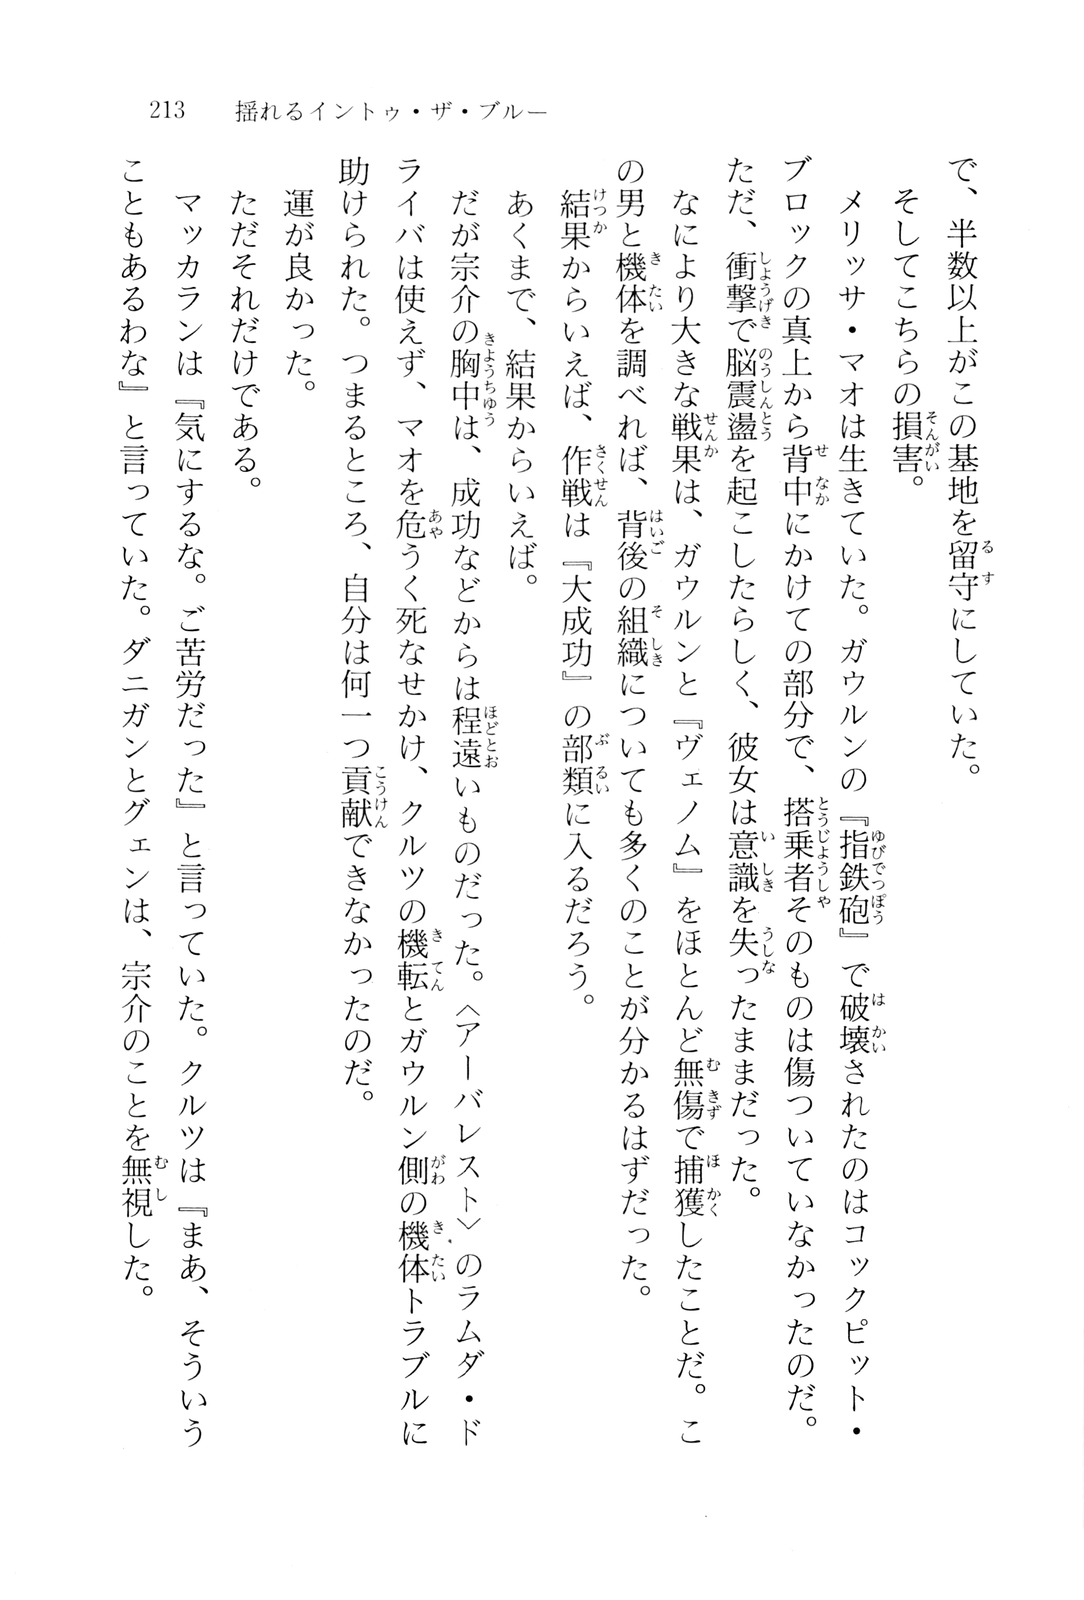 213　揺れるイントゥ・ザ・ブルー
で、半数以上がこの基地を留守にしていた。
　そしてこちらの損害。
　メリッサ・マオは生きていた。ガウルンの『指鉄砲』で破壊されたのはコックピット・
ブロックの真上から背中にかけての部分で、搭乗者そのものは傷ついていなかったのだ。
ただ、衝撃で脳震盪を起こしたらしく、彼女は意識を失ったままだった。
　なにより大きな戦果は、ガウルンと『ヴェノム』をほとんど無傷で捕獲したことだ。こ
の男と機体を調べれば、背後の組織についても多くのことが分かるはずだった。
　結果からいえば、作戦は『大成功』の部類に入るだろう。
　あくまで、結果からいえば。
　だが宗介の胸中は、成功などからは程遠いものだった。〈アーバレスト〉のラムダ・ド
ライバは使えず、マオを危うく死なせかけ、クルツの機転とガウルン側の機体トラブルに
助けられた。つまるところ、自分は何一つ貢献できなかったのだ。
　運が良かった。
　ただそれだけである。
　マッカランは『気にするな。ご苦労だった』と言っていた。クルツは『まあ、そういう
こともあるわな』と言っていた。ダニガンとグェンは、宗介のことを無視した。